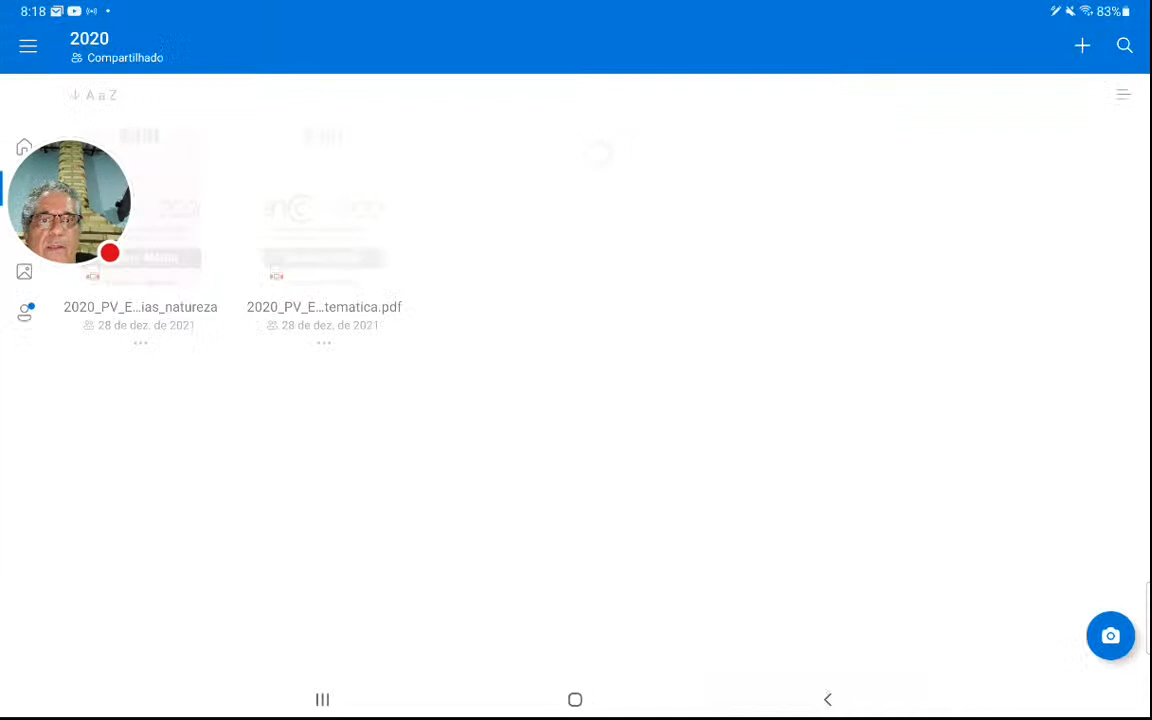 8:18
83%
2020
Compartilhado
A a Z
2020_PV_E...ias_natureza
28 de dez. de 2021
2020_PV_E...tematica.pdf
28 de dez. de 2021